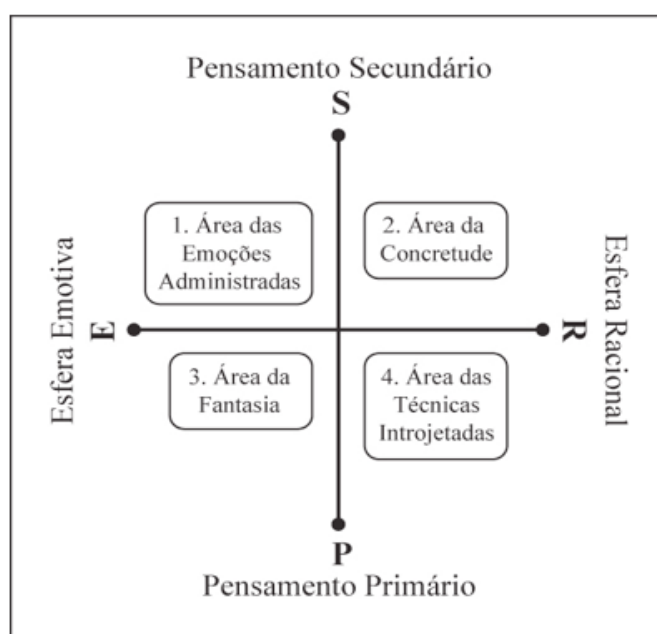 Pensamento Secundário
S
1. Área das
Emoções
Administradas
2. Área da
Concretude
Esfera Emotiva
E
R
Esfera Racional
3. Área da
Fantasia
4. Área das
Técnicas
Introjetadas
P
Pensamento Primário